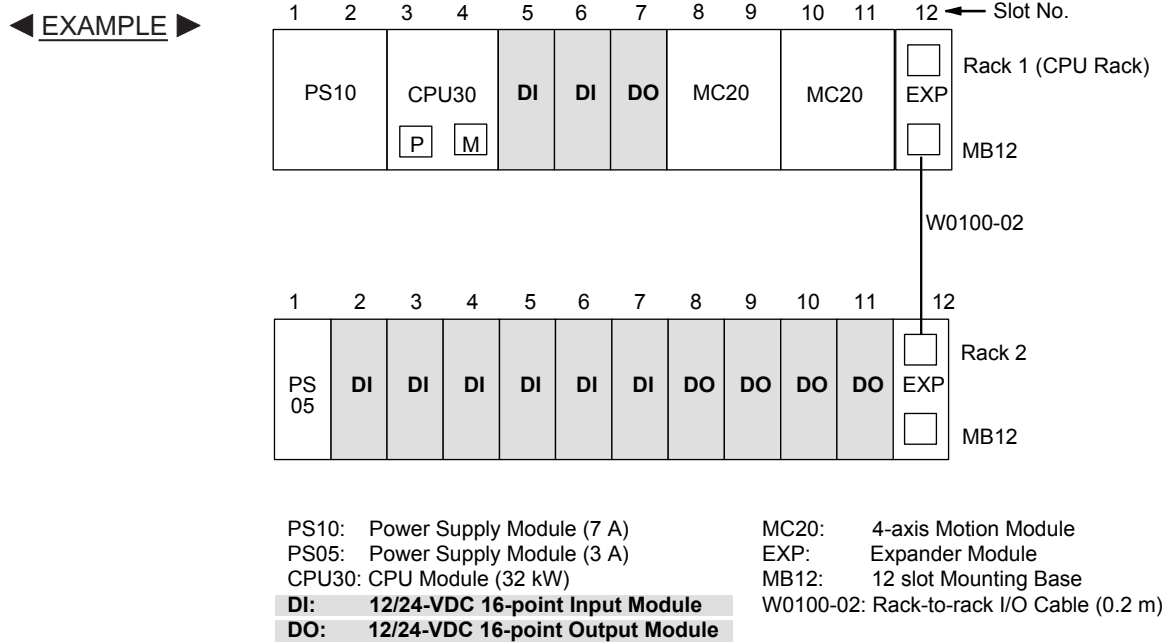 EXAMPLE
1 2 3 4 5 6 7 8 9 10 11 12 Slot No.
PS10 CPU30 DI DI DO MC20 MC20 EXP Rack 1 (CPU Rack)
P M MB12
W0100-02
1 2 3 4 5 6 7 8 9 10 11 12
PS 05 DI DI DI DI DI DI DO DO DO DO EXP Rack 2
MB12
PS10: Power Supply Module (7 A)
PS05: Power Supply Module (3 A)
CPU30: CPU Module (32 kW)
DI: 12/24-VDC 16-point Input Module
DO: 12/24-VDC 16-point Output Module
MC20: 4-axis Motion Module
EXP: Expander Module
MB12: 12 slot Mounting Base
W0100-02: Rack-to-rack I/O Cable (0.2 m)